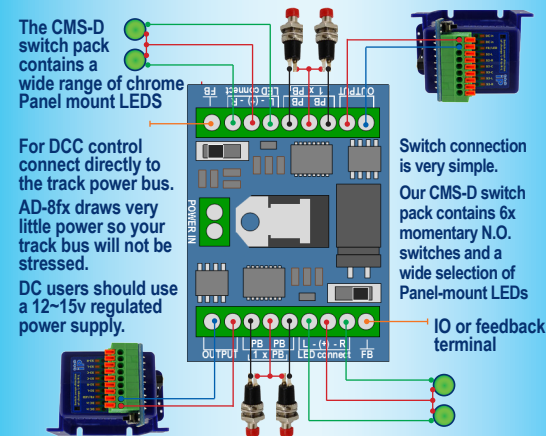 The CMS-D
switch pack
contains a
wide range of chrome
Panel mount LEDS
For DCC control
connect directly to
the track power bus.
AD-8fx draws very
little power so your
track bus will not be
stressed.
DC users should use
a 12~15v regulated
power supply.
FB
L - (+) - R
LED connect
PB PB
1 x PB
OUTPUT
POWER IN
Switch connection
is very simple.
Our CMS-D switch
pack contains 6x
momentary N.O.
switches and a
wide selection of
Panel-mount LEDs
IO or feedback
terminal
OUTPUT
PB PB
1 x PB
L - (+) - R
LED connect
FB